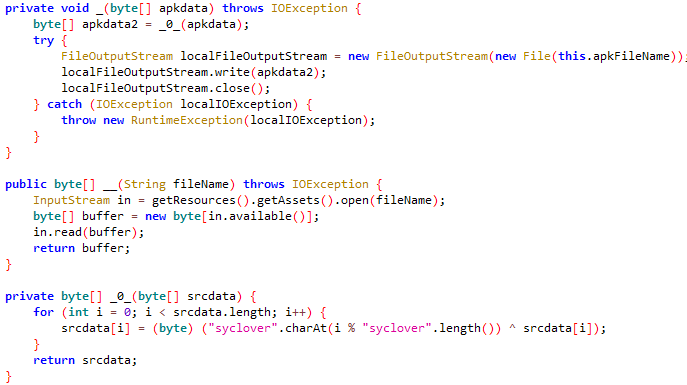 private void _(byte[] apkdata) throws IOException {
    byte[] apkdata2 = _0_(apkdata);
    try {
        FileOutputStream localFileOutputStream = new FileOutputStream(new File(this.apkFileName));
        localFileOutputStream.write(apkdata2);
        localFileOutputStream.close();
    } catch (IOException localIOException) {
        throw new RuntimeException(localIOException);
    }
}

public byte[] __(String fileName) throws IOException {
    InputStream in = getResources().getAssets().open(fileName);
    byte[] buffer = new byte[in.available()];
    in.read(buffer);
    return buffer;
}

private byte[] _0_(byte[] srcdata) {
    for (int i = 0; i < srcdata.length; i++) {
        srcdata[i] = (byte) ("syclover".charAt(i % "syclover".length()) ^ srcdata[i]);
    }
    return srcdata;
}